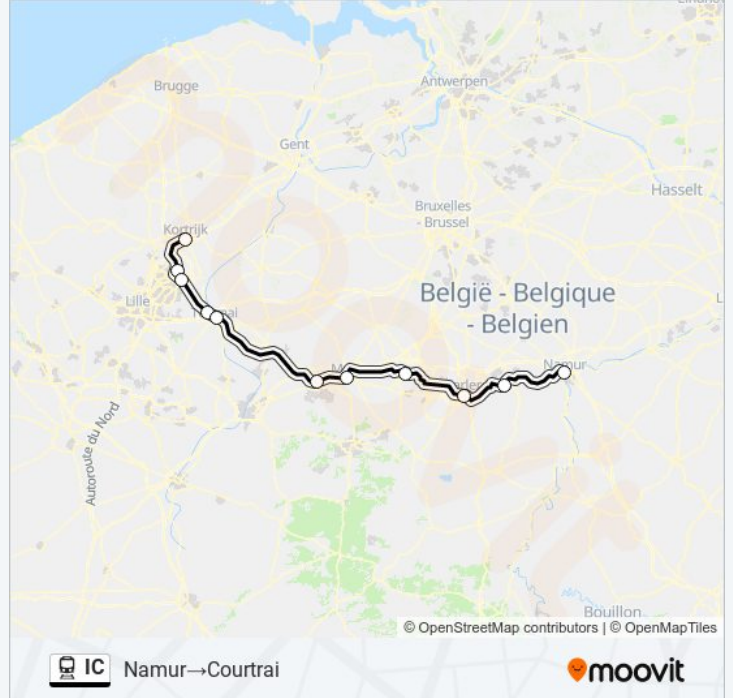 Brugge
Antwerpen
Gent
Hasselt
Bruxelles
- Brussel
Kortrijk
België - Belgique
- Belgien
Lille
Namur
Autoroute du Nord
Bouillon
© OpenStreetMap contributors | © OpenMapTiles
IC
Namur→Courtrai
moovit